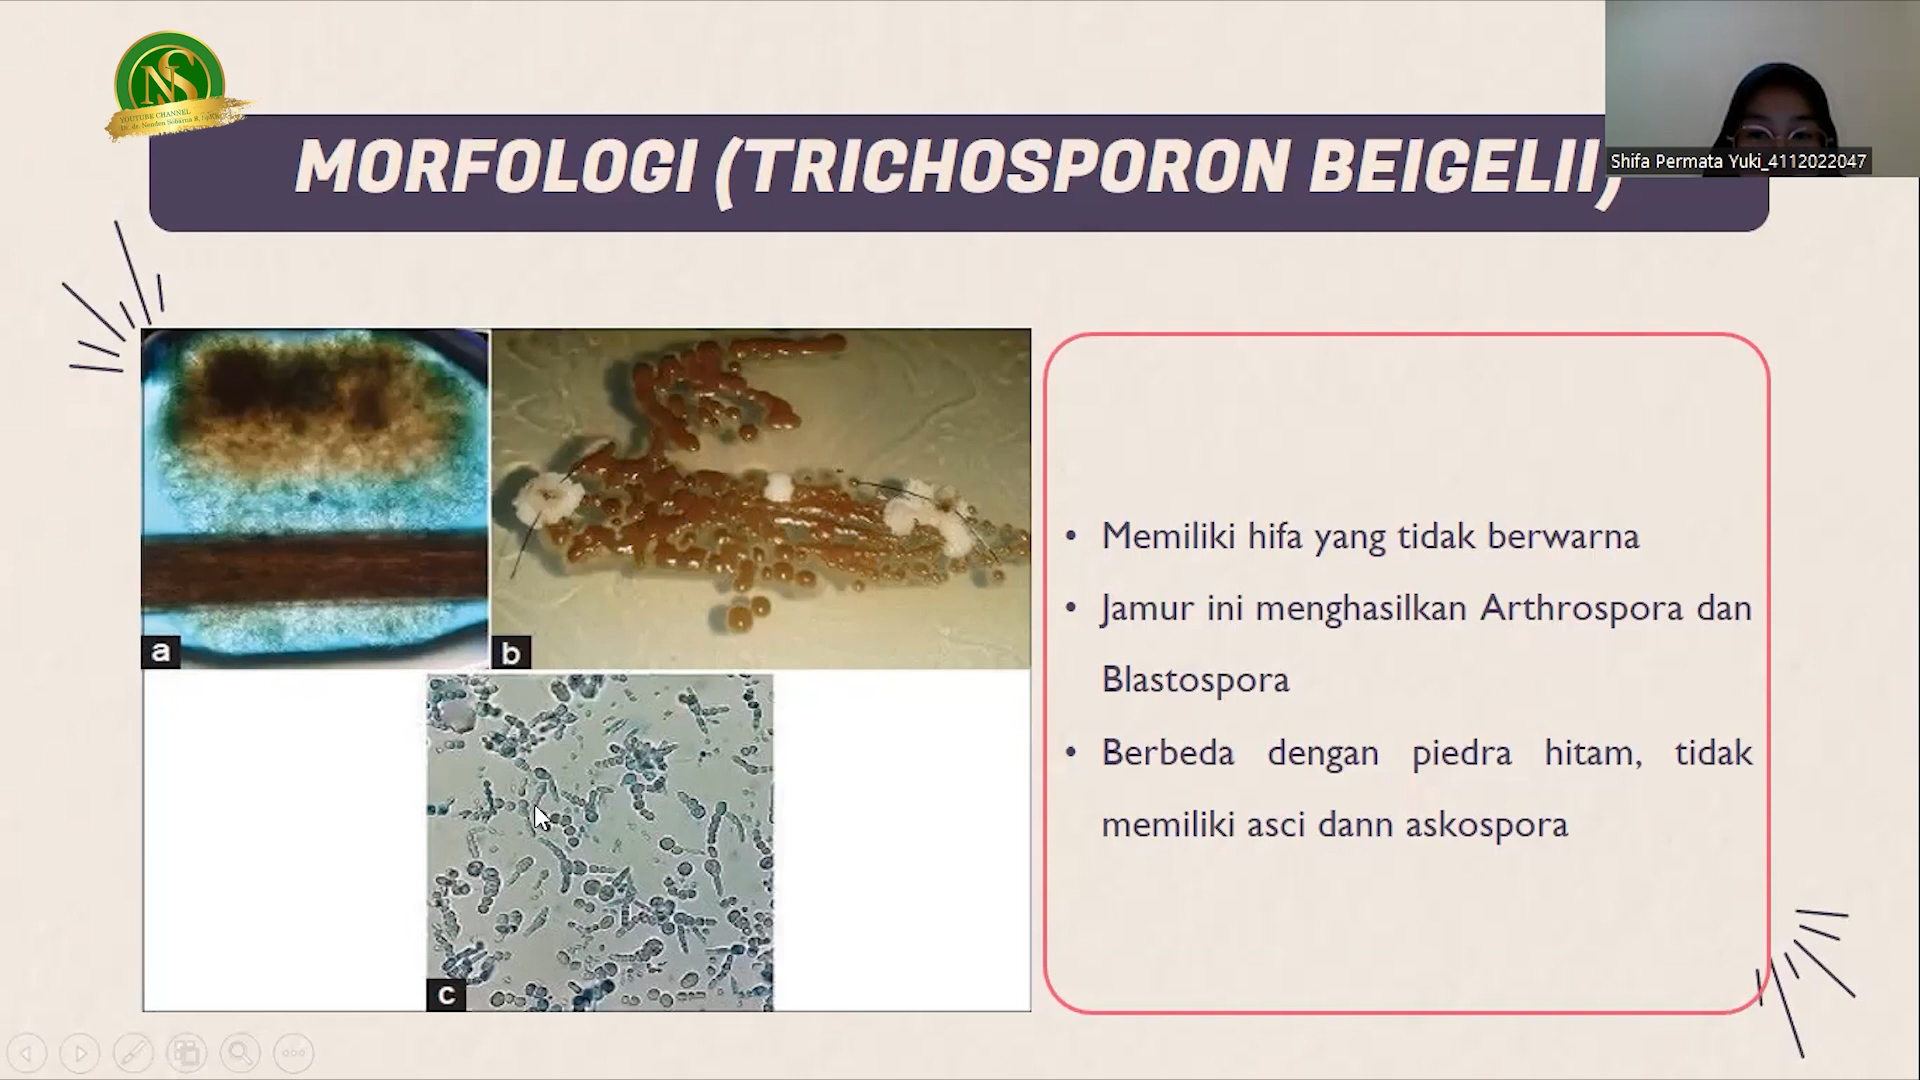 NS
YOUTUBE CHANNEL
MORFOLOGI (TRICHOSPORON BEIGELII)
Shifa Permata Yuki_4112022047
a
b
c
• Memiliki hifa yang tidak berwarna
• Jamur ini menghasilkan Arthrospora dan
Blastospora
• Berbeda dengan piedra hitam, tidak
memiliki asci dann askospora